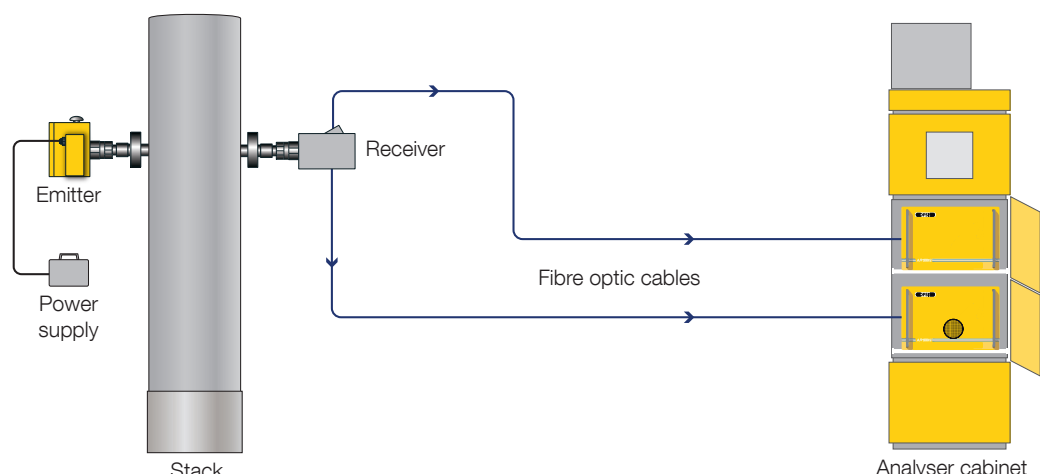 Receiver
Emitter
Fibre optic cables
Power
supply
Stack
Analyser cabinet